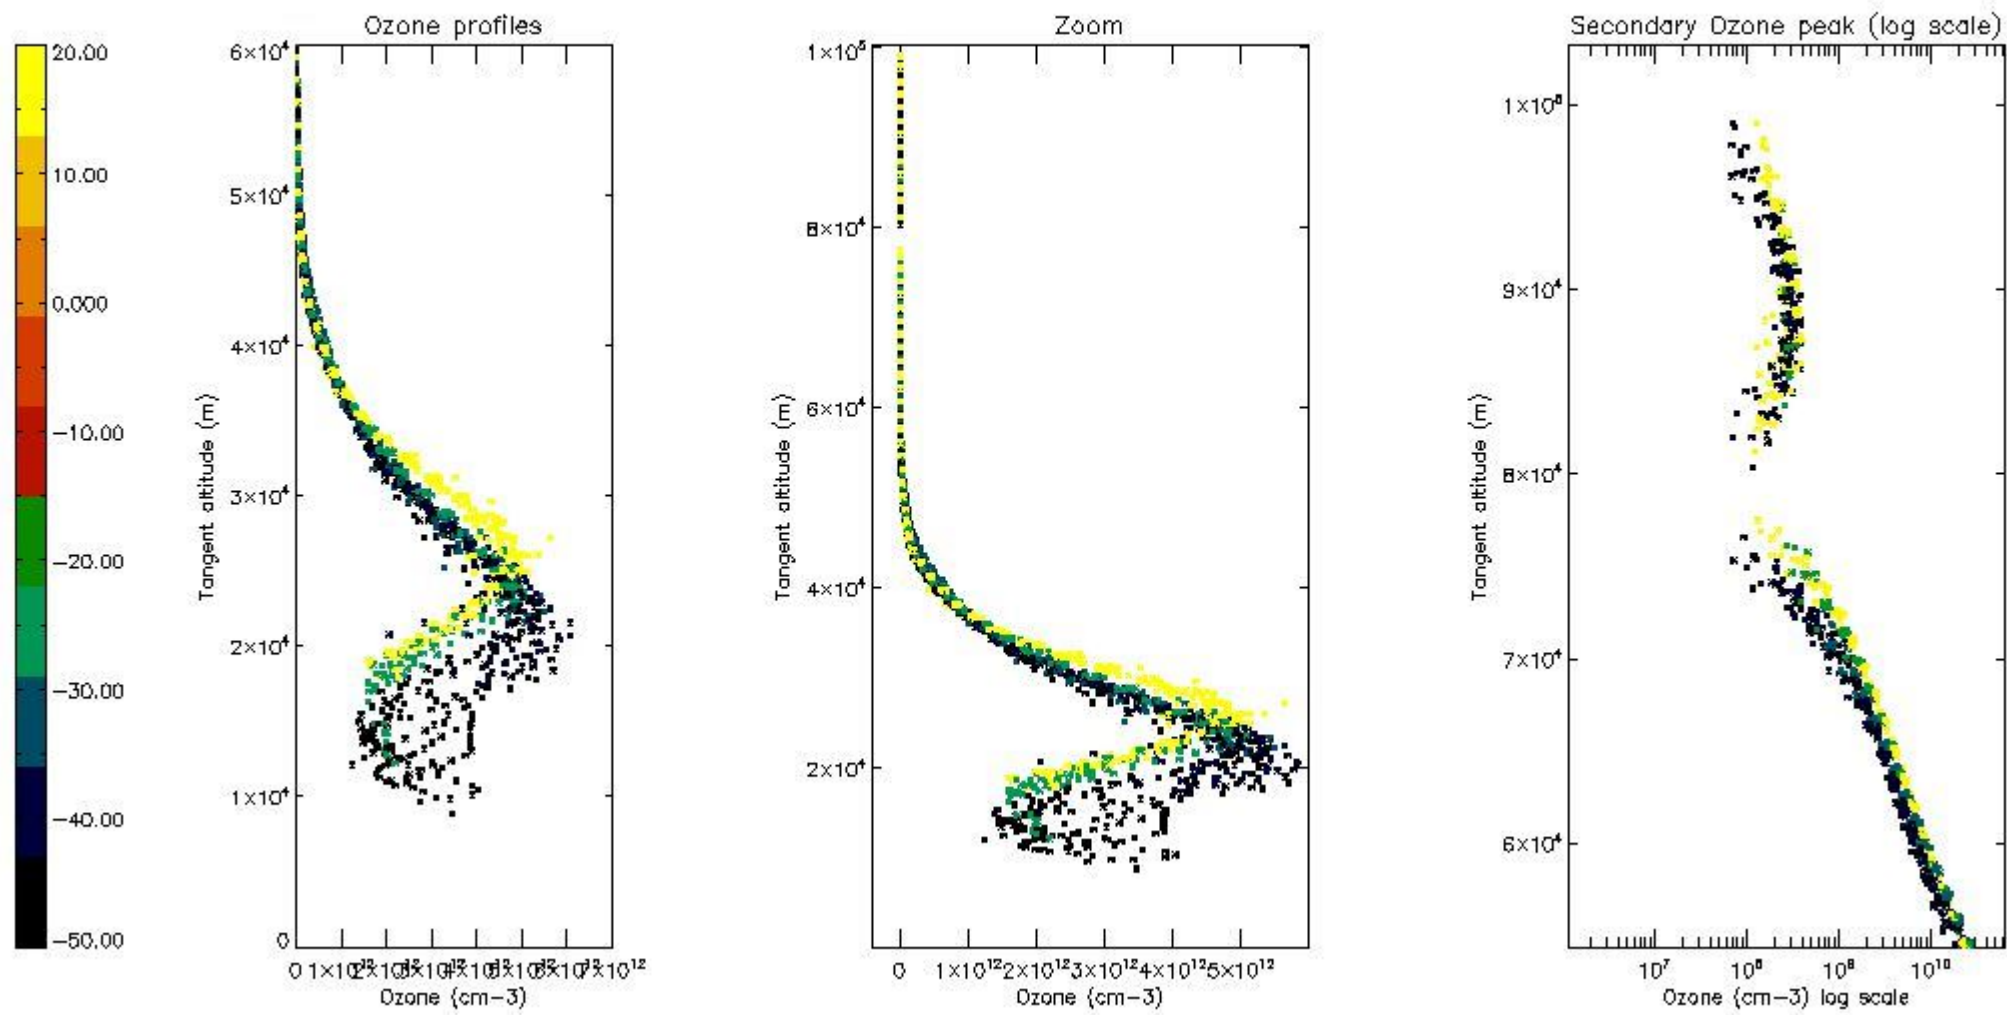 Ozone profiles
Zoom
Secondary Ozone peak (log scale)
20.00
10.00
0.000
−10.00
−20.00
−30.00
−40.00
−50.00
6×10⁴
5×10⁴
4×10⁴
3×10⁴
2×10⁴
1×10⁴
0
Tangent altitude (m)
Ozone (cm−3)
1×10⁵
8×10⁴
6×10⁴
4×10⁴
2×10⁴
Tangent altitude (m)
0 1×10¹² 2×10¹² 3×10¹² 4×10¹² 5×10¹²
Ozone (cm−3)
9×10⁴
8×10⁴
7×10⁴
6×10⁴
Tangent altitude (m)
10⁷ 10⁸ 10⁹ 10¹⁰
Ozone (cm−3) log scale